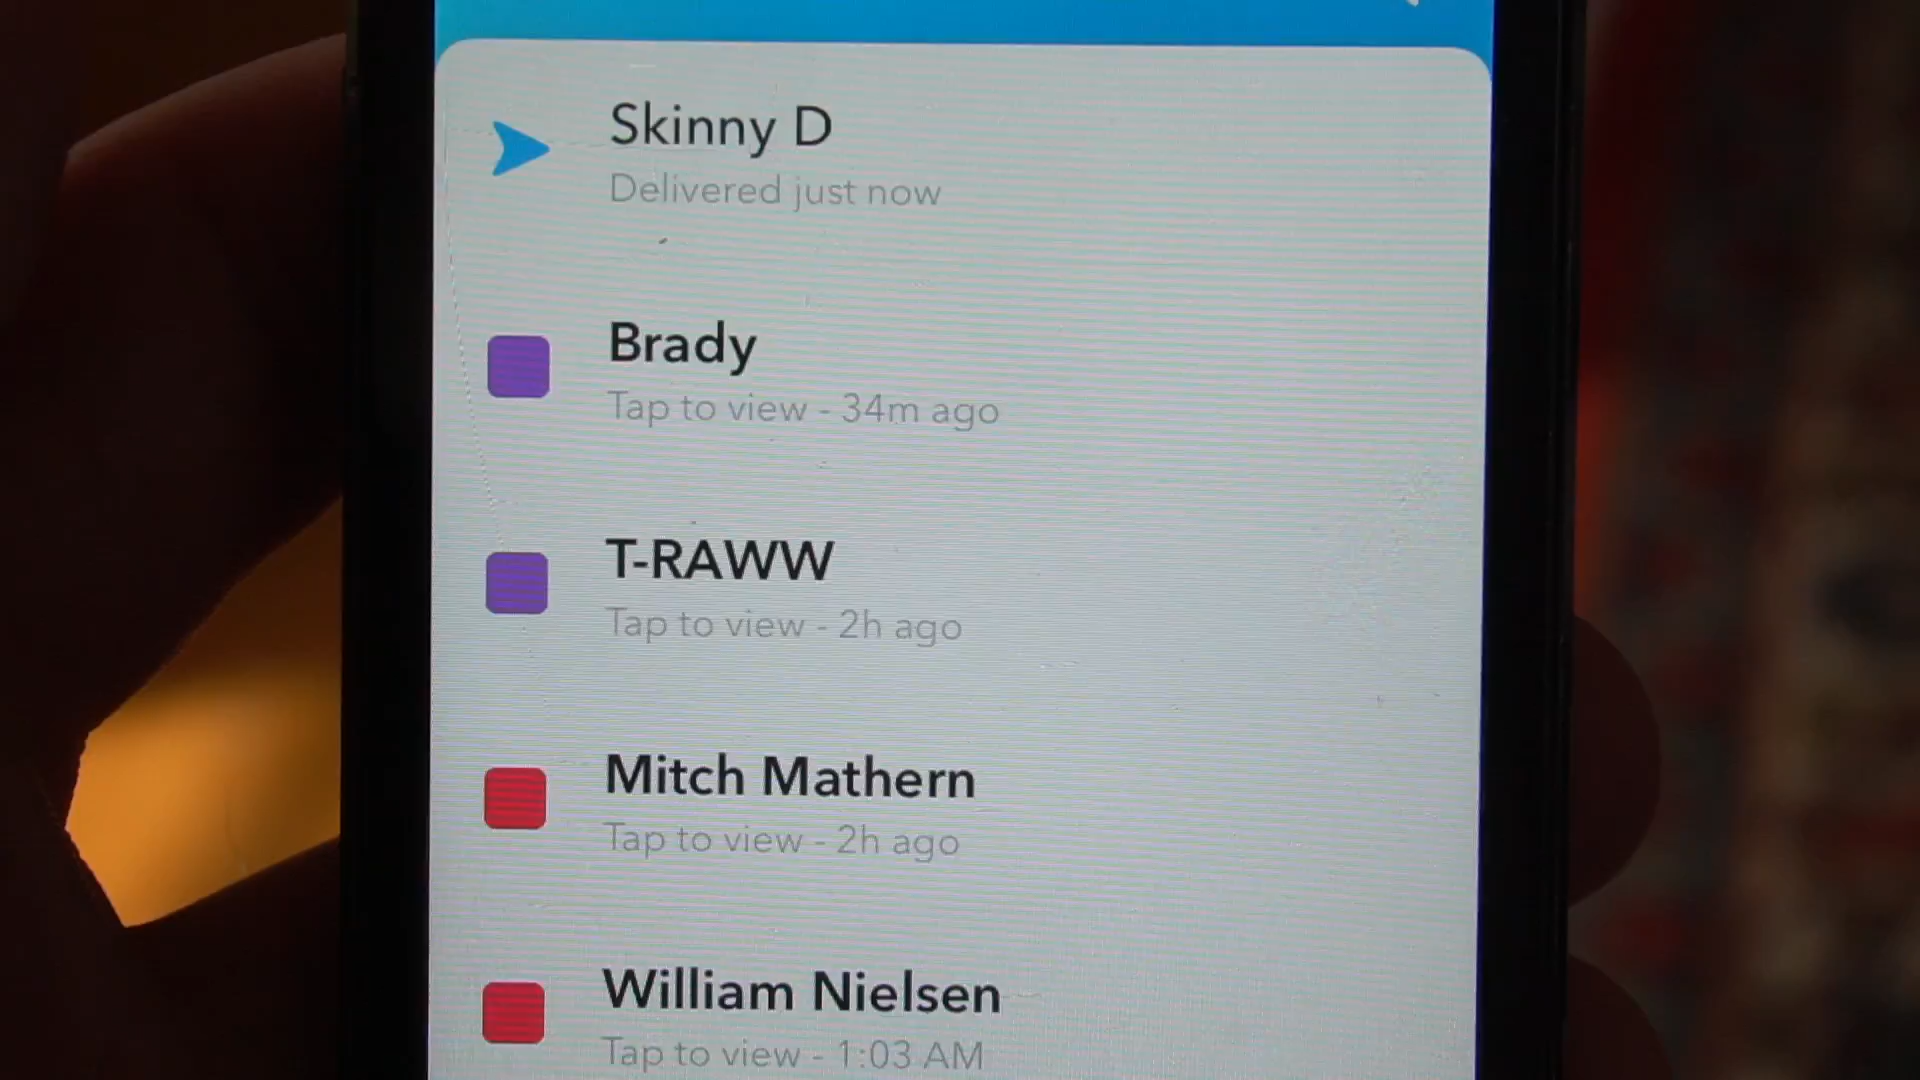 Skinny D
Delivered just now
Brady
Tap to view - 34m ago
T-RAWW
Tap to view - 2h ago
Mitch Mathern
Tap to view - 2h ago
William Nielsen
Tap to view - 1:03 AM